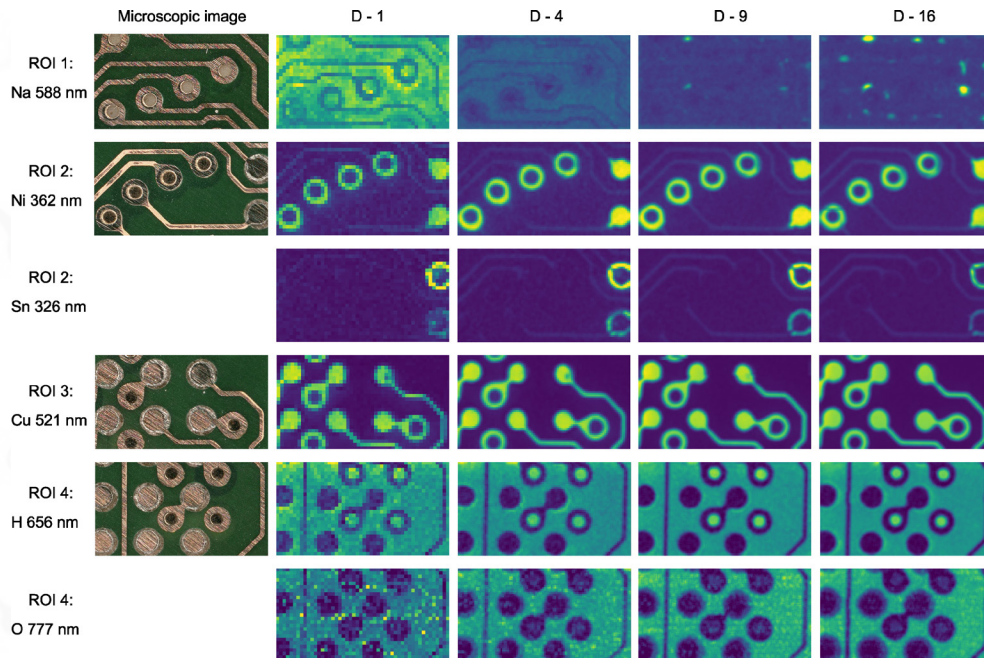 Microscopic image D - 1 D - 4 D - 9 D - 16
ROI 1:
Na 588 nm
ROI 2:
Ni 362 nm
ROI 2:
Sn 326 nm
ROI 3:
Cu 521 nm
ROI 4:
H 656 nm
ROI 4:
O 777 nm